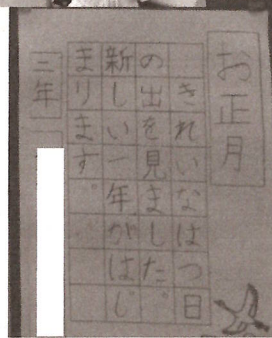 お正月
きれいなはつ日
の出を見ました。
新しい一年がはじ
まります。
三年